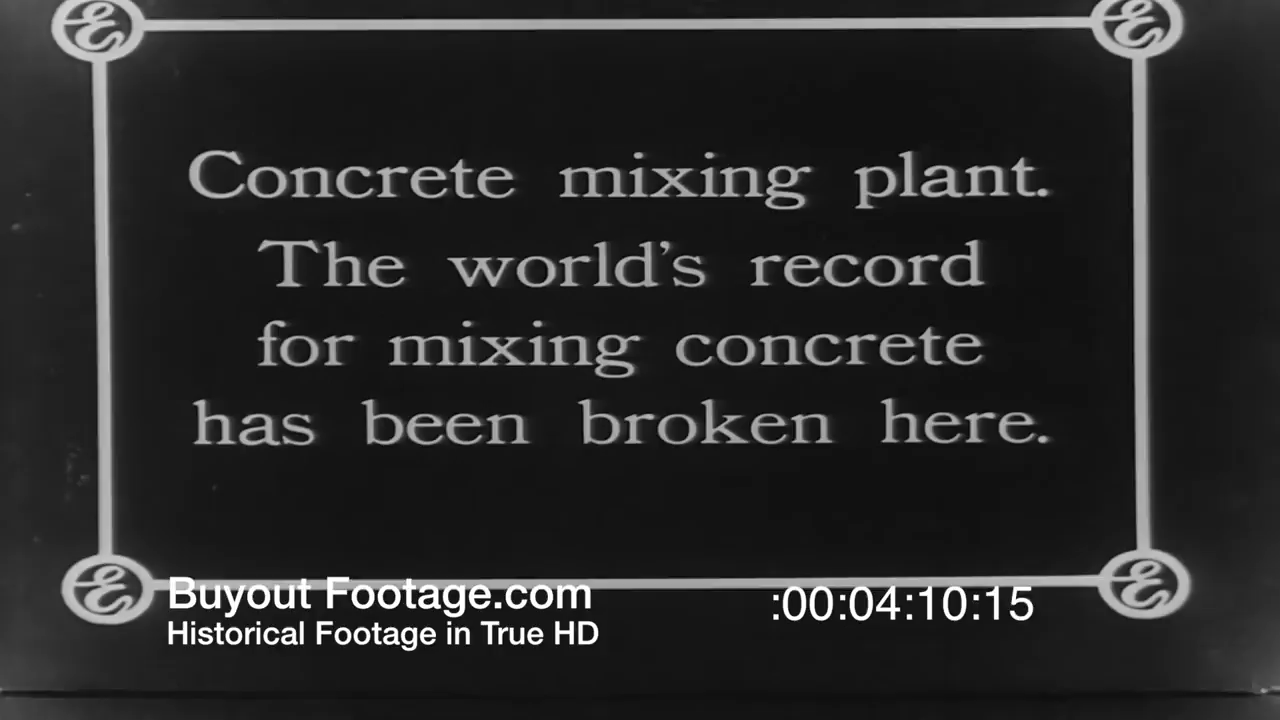 Concrete mixing plant.
The world's record
for mixing concrete
has been broken here.
Buyout Footage.com
:00:04:10:15
Historical Footage in True HD